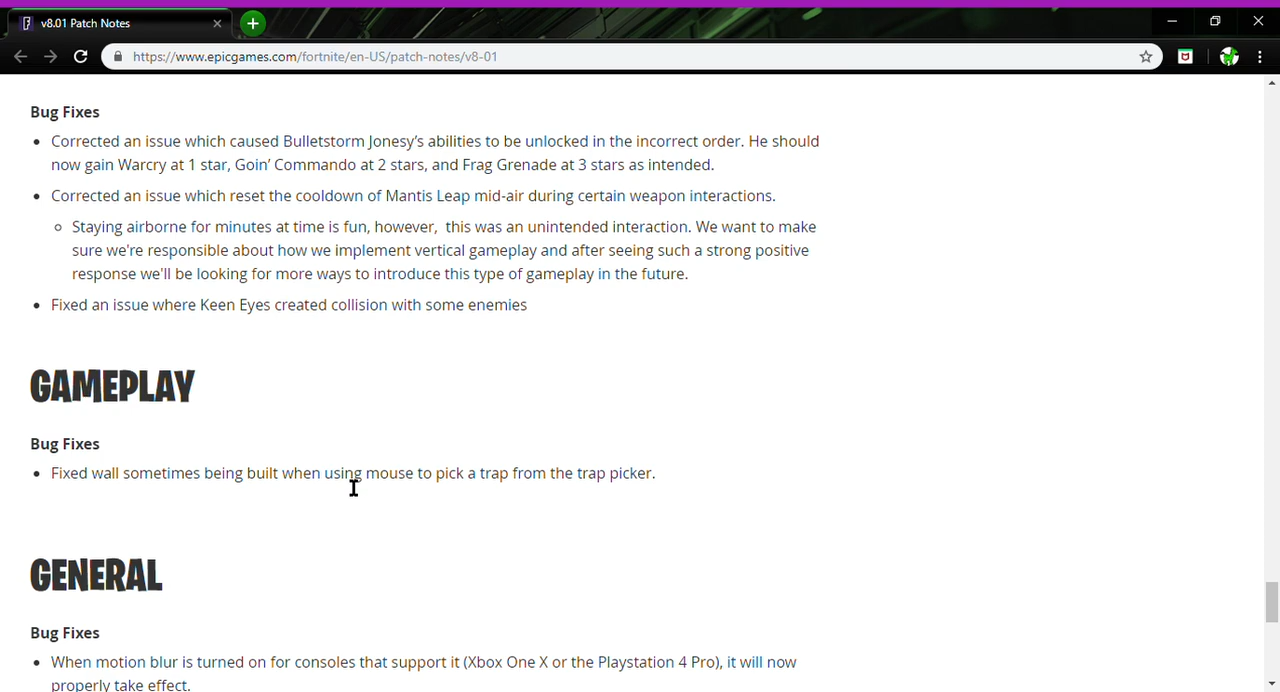 v8.01 Patch Notes
https://www.epicgames.com/fortnite/en-US/patch-notes/v8-01
Bug Fixes
Corrected an issue which caused Bulletstorm Jonesy’s abilities to be unlocked in the incorrect order. He should
now gain Warcry at 1 star, Goin’ Commando at 2 stars, and Frag Grenade at 3 stars as intended.
Corrected an issue which reset the cooldown of Mantis Leap mid-air during certain weapon interactions.
Staying airborne for minutes at time is fun, however,  this was an unintended interaction. We want to make
sure we're responsible about how we implement vertical gameplay and after seeing such a strong positive
response we'll be looking for more ways to introduce this type of gameplay in the future.
Fixed an issue where Keen Eyes created collision with some enemies
GAMEPLAY
Bug Fixes
Fixed wall sometimes being built when using mouse to pick a trap from the trap picker.
GENERAL
Bug Fixes
When motion blur is turned on for consoles that support it (Xbox One X or the Playstation 4 Pro), it will now
properly take effect.